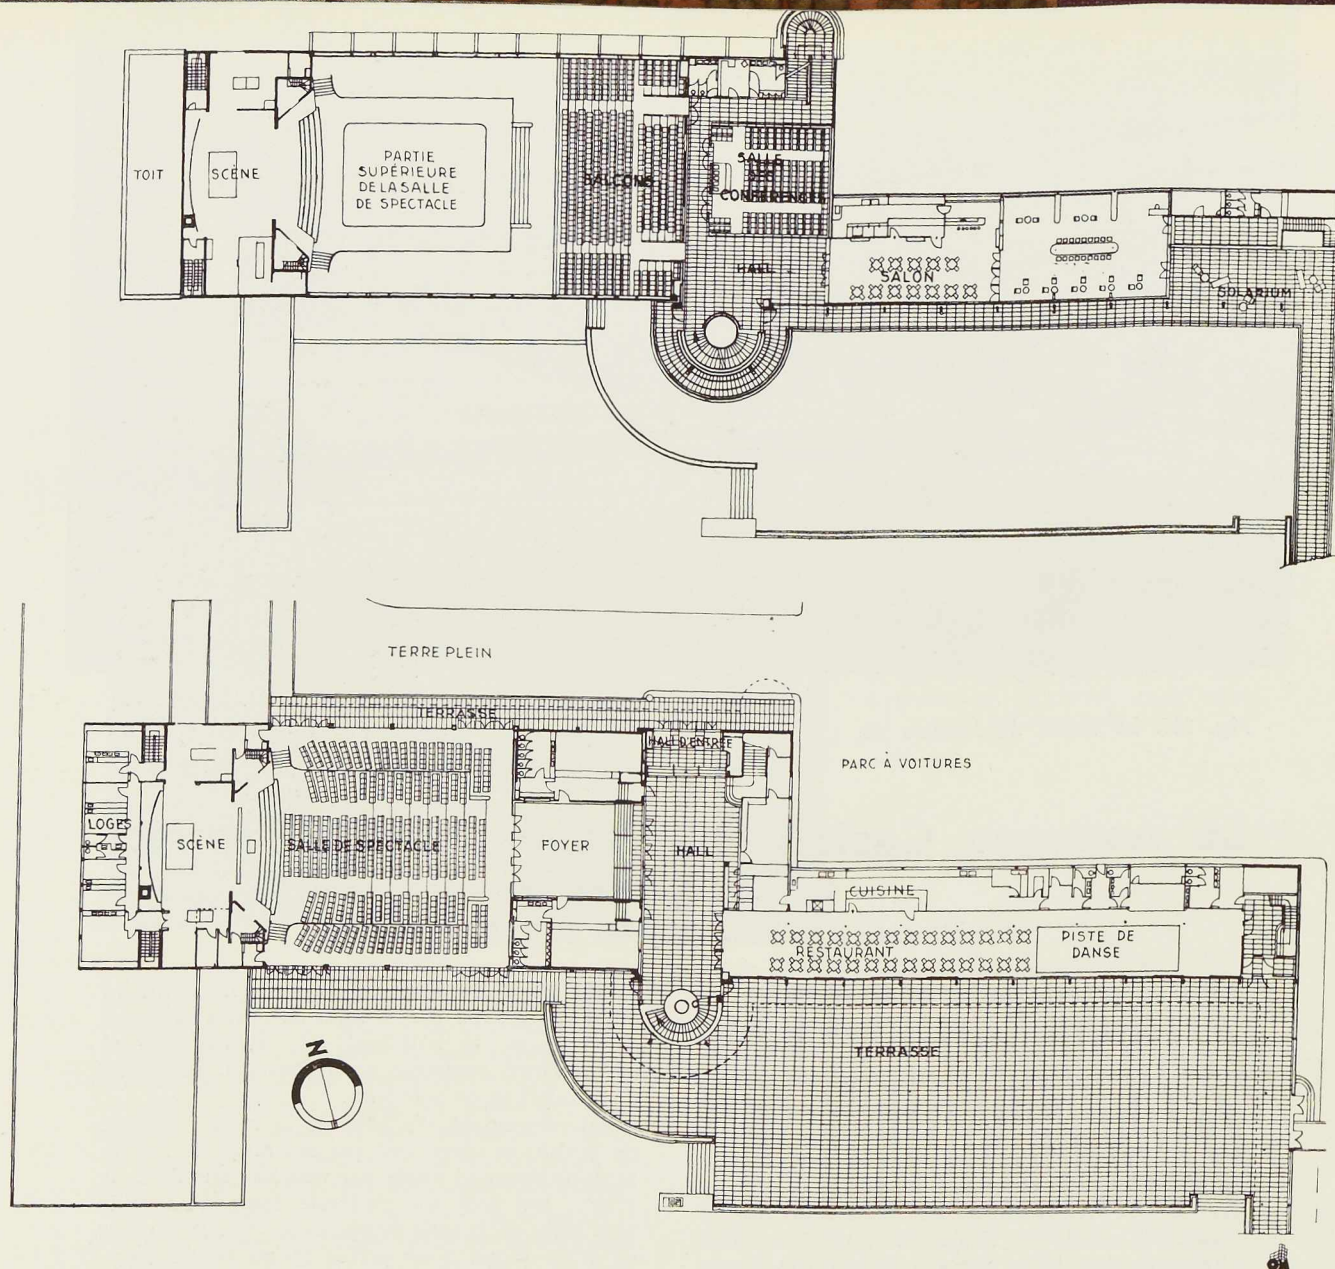 TOIT
SCÈNE
PARTIE
SUPÉRIEURE
DE LA SALLE
DE SPECTACLE
BALCONS
SALLE
DES
CONFERENCES
HALL
SALON
SOLARIUM
TERRE PLEIN
TERRASSE
HALL D'ENTRÉE
PARC À VOITURES
LOGES
SCÈNE
SALLE DE SPECTACLE
FOYER
HALL
CUISINE
RESTAURANT
PISTE DE
DANSE
TERRASSE
N